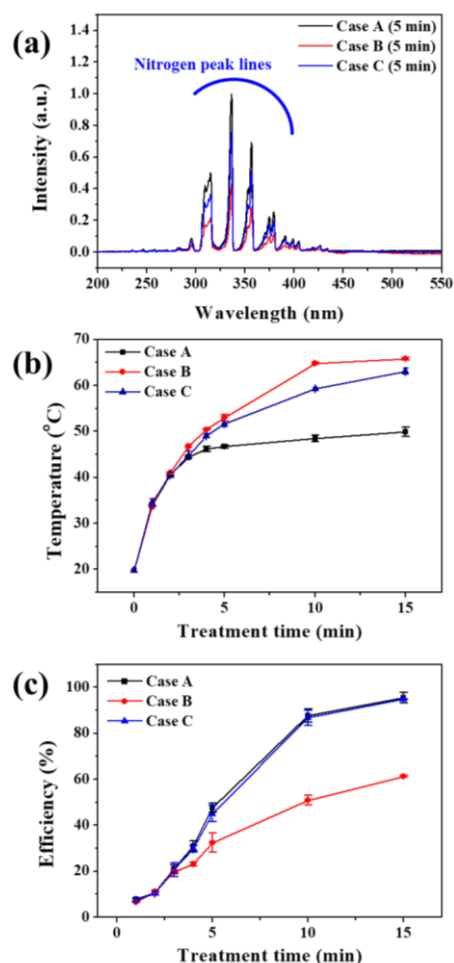 (a)
Case A (5 min)
Case B (5 min)
Case C (5 min)
Nitrogen peak lines
Intensity (a.u.)
1.4
1.2
1.0
0.8
0.6
0.4
0.2
0.0
200 250 300 350 400 450 500 550
Wavelength (nm)
(b)
Case A
Case B
Case C
Temperature (°C)
70
60
50
40
30
20
0 5 10 15
Treatment time (min)
(c)
Case A
Case B
Case C
Efficiency (%)
100
80
60
40
20
0
0 5 10 15
Treatment time (min)